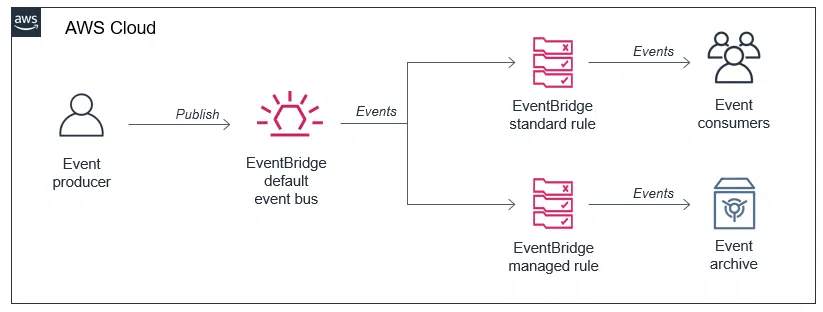 aws
AWS Cloud
Event
producer
Publish
EventBridge
default
event bus
Events
EventBridge
standard rule
Events
Event
consumers
EventBridge
managed rule
Events
Event
archive